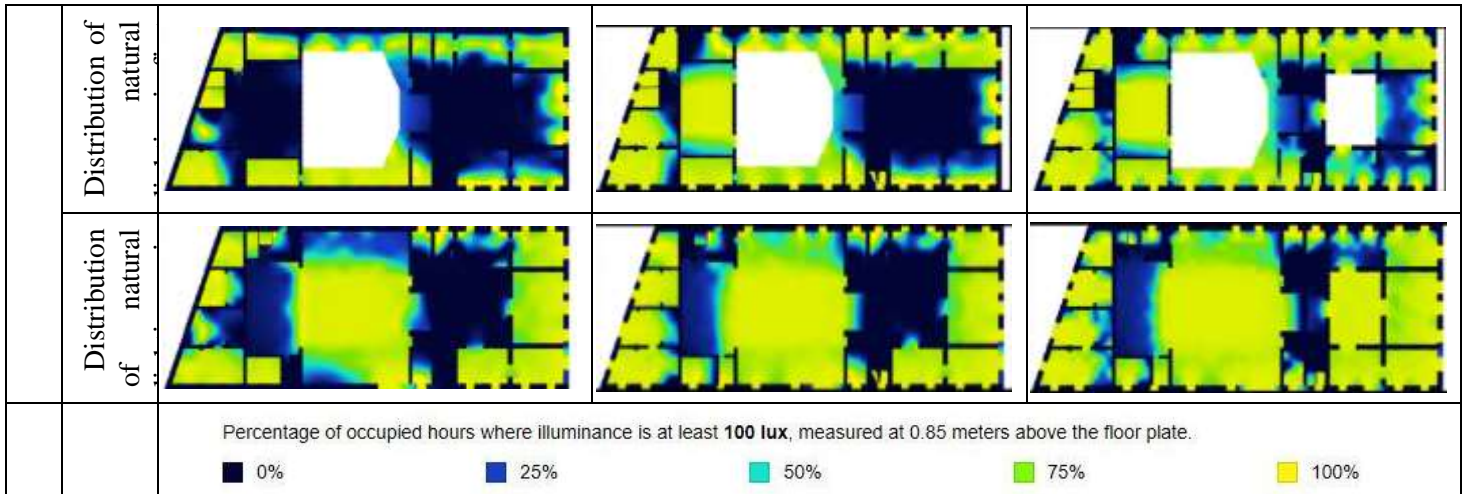 Distribution of
natural
Distribution
of natural
Percentage of occupied hours where illuminance is at least 100 lux, measured at 0.85 meters above the floor plate.
0% 25% 50% 75% 100%